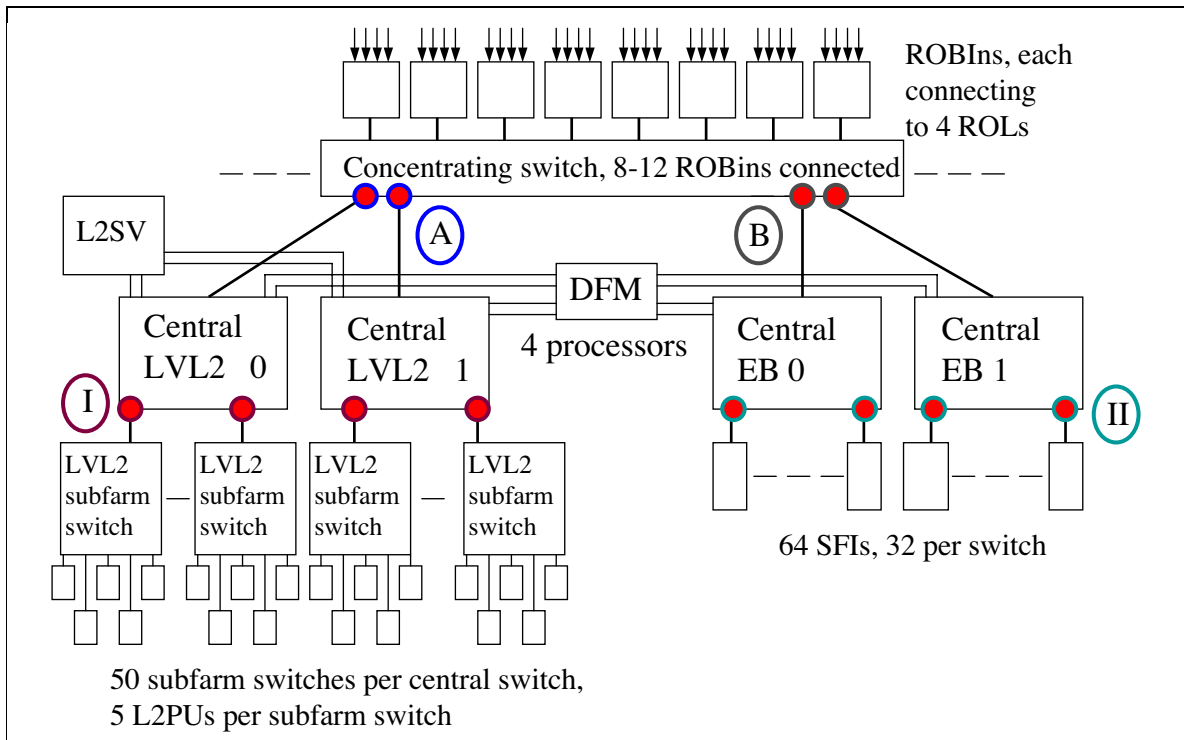 ROBIns, each
connecting
to 4 ROLs
Concentrating switch, 8-12 ROBins connected
L2SV
A
B
DFM
Central
LVL2 0
Central
LVL2 1
4 processors
Central
EB 0
Central
EB 1
I
II
LVL2
subfarm
switch
LVL2
subfarm
switch
LVL2
subfarm
switch
LVL2
subfarm
switch
64 SFIs, 32 per switch
50 subfarm switches per central switch,
5 L2PUs per subfarm switch